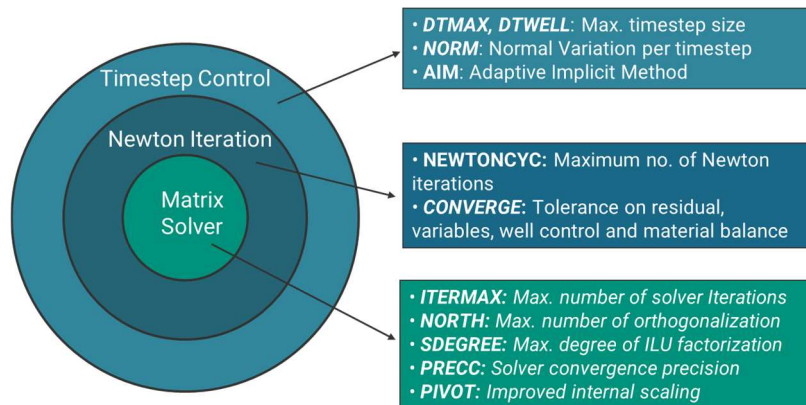 Timestep Control
Newton Iteration
Matrix
Solver
• DTMAX, DTWELL: Max. timestep size
• NORM: Normal Variation per timestep
• AIM: Adaptive Implicit Method
• NEWTONCYC: Maximum no. of Newton
iterations
• CONVERGE: Tolerance on residual,
variables, well control and material balance
• ITERMAX: Max. number of solver Iterations
• NORTH: Max. number of orthogonalization
• SDEGREE: Max. degree of ILU factorization
• PRECC: Solver convergence precision
• PIVOT: Improved internal scaling